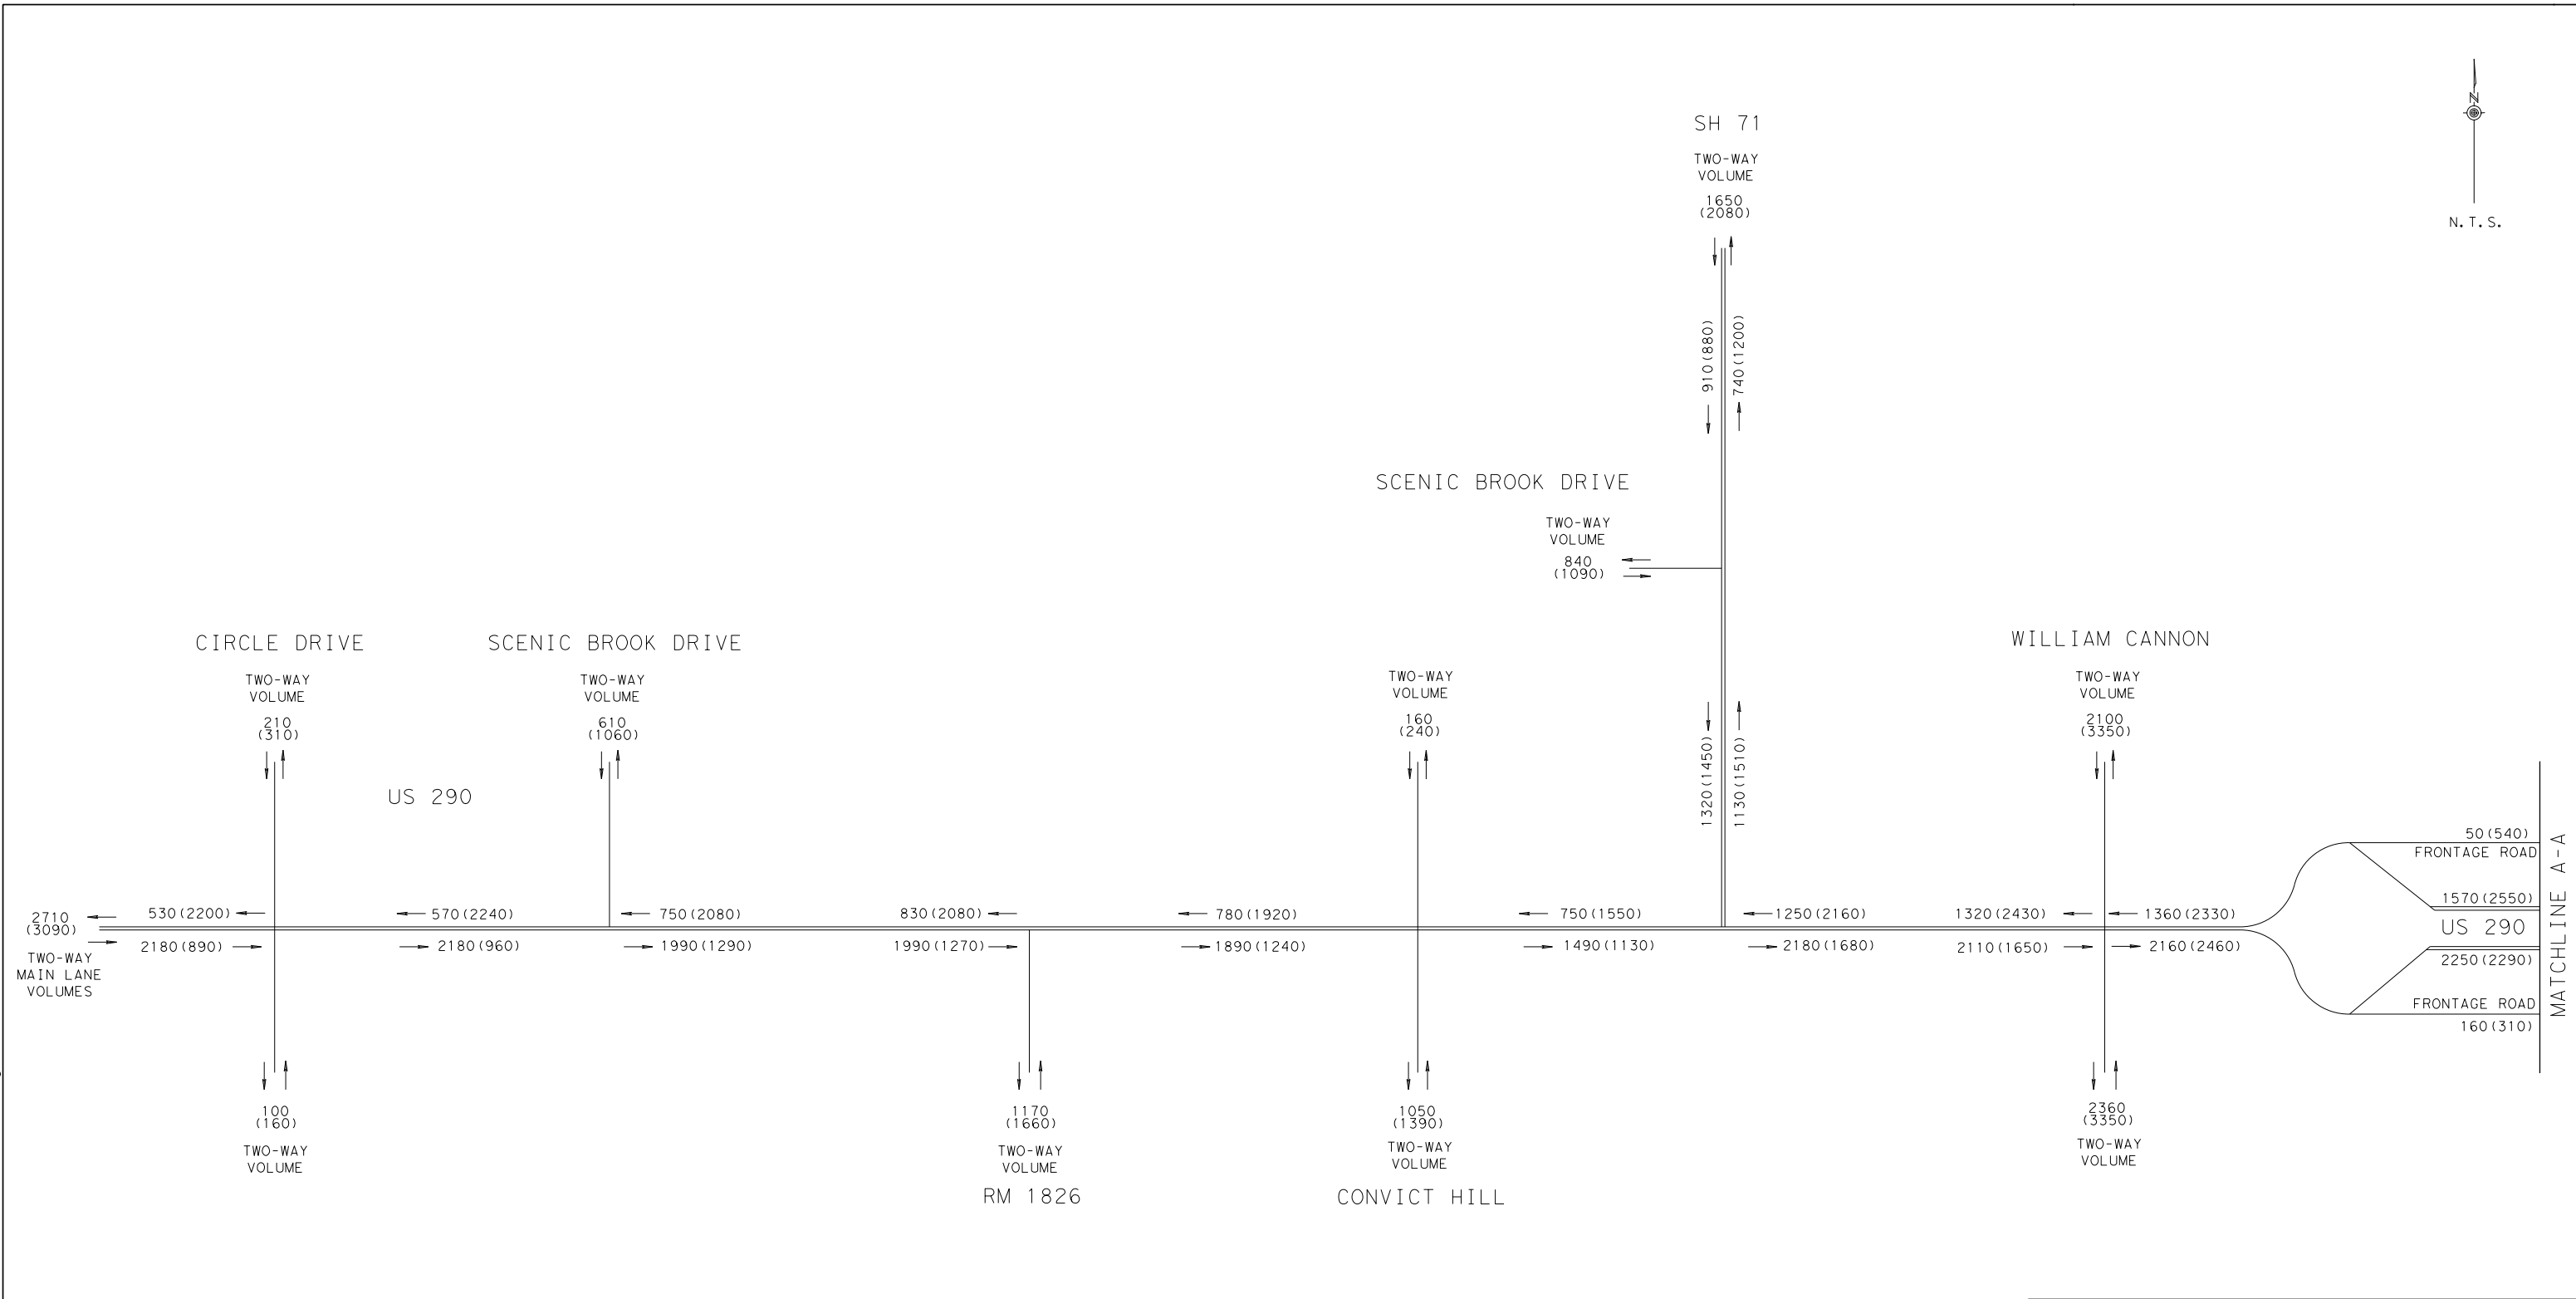 SH 71
TWO-WAY
VOLUME
1650
(2080)
N
N.T.S.
910(880)
740(1200)
SCENIC BROOK DRIVE
TWO-WAY
VOLUME
840
(1090)
1320(1450)
1130(1510)
CIRCLE DRIVE
TWO-WAY
VOLUME
210
(310)
SCENIC BROOK DRIVE
TWO-WAY
VOLUME
610
(1060)
TWO-WAY
VOLUME
160
(240)
WILLIAM CANNON
TWO-WAY
VOLUME
2100
(3350)
US 290
2710
(3090)
TWO-WAY
MAIN LANE
VOLUMES
530(2200)
570(2240)
750(2080)
830(2080)
780(1920)
750(1550)
1250(2160)
1320(2430)
1360(2330)
2180(890)
2180(960)
1990(1290)
1990(1270)
1890(1240)
1490(1130)
2180(1680)
2110(1650)
2160(2460)
50(540)
FRONTAGE ROAD
1570(2550)
US 290
2250(2290)
FRONTAGE ROAD
160(310)
MATCHLINE A-A
100
(160)
TWO-WAY
VOLUME
1170
(1660)
TWO-WAY
VOLUME
RM 1826
1050
(1390)
TWO-WAY
VOLUME
CONVICT HILL
2360
(3350)
TWO-WAY
VOLUME